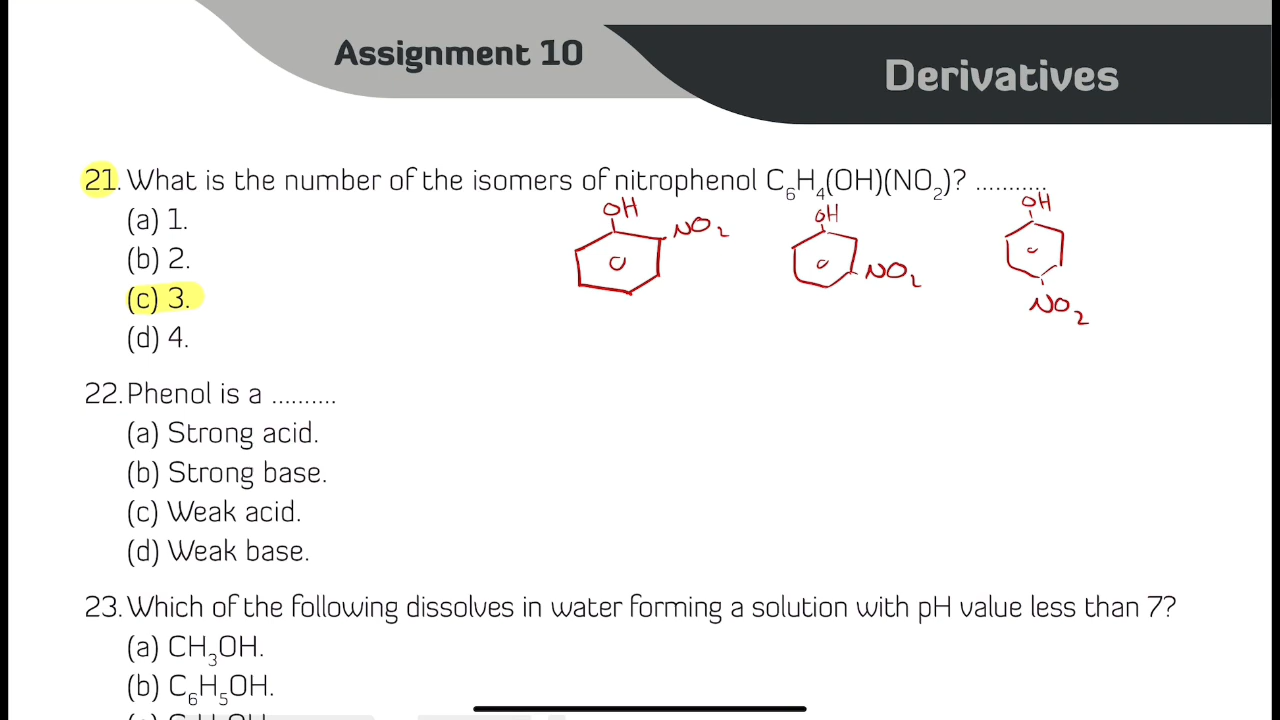 Assignment 10
Derivatives
21. What is the number of the isomers of nitrophenol C₆H₄(OH)(NO₂)? ...........
OH OH OH
(a) 1.
NO₂
(b) 2.
NO₂
(c) 3.
NO₂
(d) 4.
22. Phenol is a ..........
(a) Strong acid.
(b) Strong base.
(c) Weak acid.
(d) Weak base.
23. Which of the following dissolves in water forming a solution with pH value less than 7?
(a) CH₃OH.
(b) C₆H₅OH.